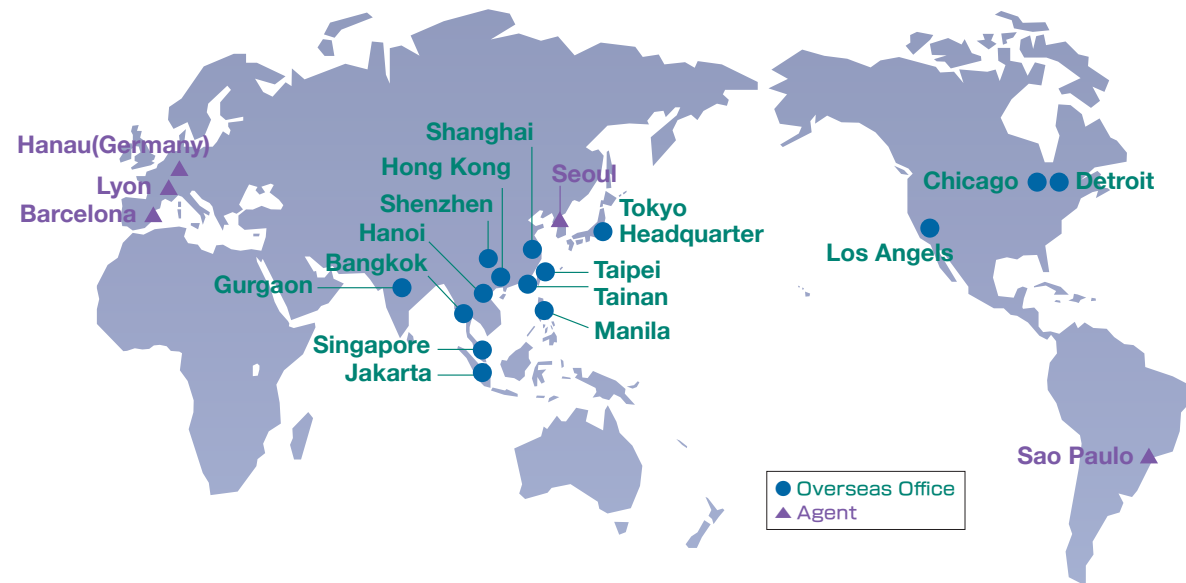 Hanau(Germany)
Lyon
Barcelona
Shanghai
Hong Kong
Seoul
Shenzhen
Tokyo
Headquarter
Hanoi
Bangkok
Gurgaon
Taipei
Tainan
Manila
Singapore
Jakarta
Chicago
Detroit
Los Angels
Sao Paulo
Overseas Office
Agent